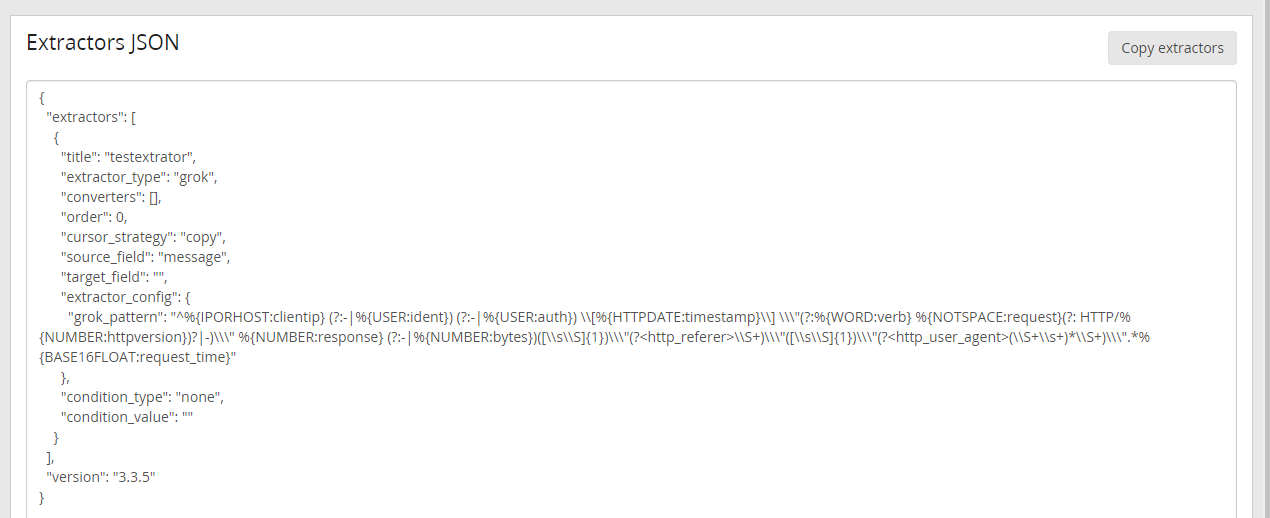 Extractors JSON
Copy extractors
{
"extractors": [
{
"title": "testextrator",
"extractor_type": "grok",
"converters": [],
"order": 0,
"cursor_strategy": "copy",
"source_field": "message",
"target_field": "",
"extractor_config": {
"grok_pattern": "^%{IPORHOST:clientip} (?:-|%{USER:ident}) (?:-|%{USER:auth}) \\[%{HTTPDATE:timestamp}\\] \\\"(?:%{WORD:verb} %{NOTSPACE:request}(?: HTTP/%
{NUMBER:httpversion})?|-)\\\" %{NUMBER:response} (?:-|%{NUMBER:bytes})([\\s\\S]{1})\\\"(?<http_referer>\\S+)\\\"([\\s\\S]{1})\\\"(?<http_user_agent>(\\S+\\s+)*\\S+)\\\".*%
{BASE16FLOAT:request_time}"
},
"condition_type": "none",
"condition_value": ""
}
],
"version": "3.3.5"
}